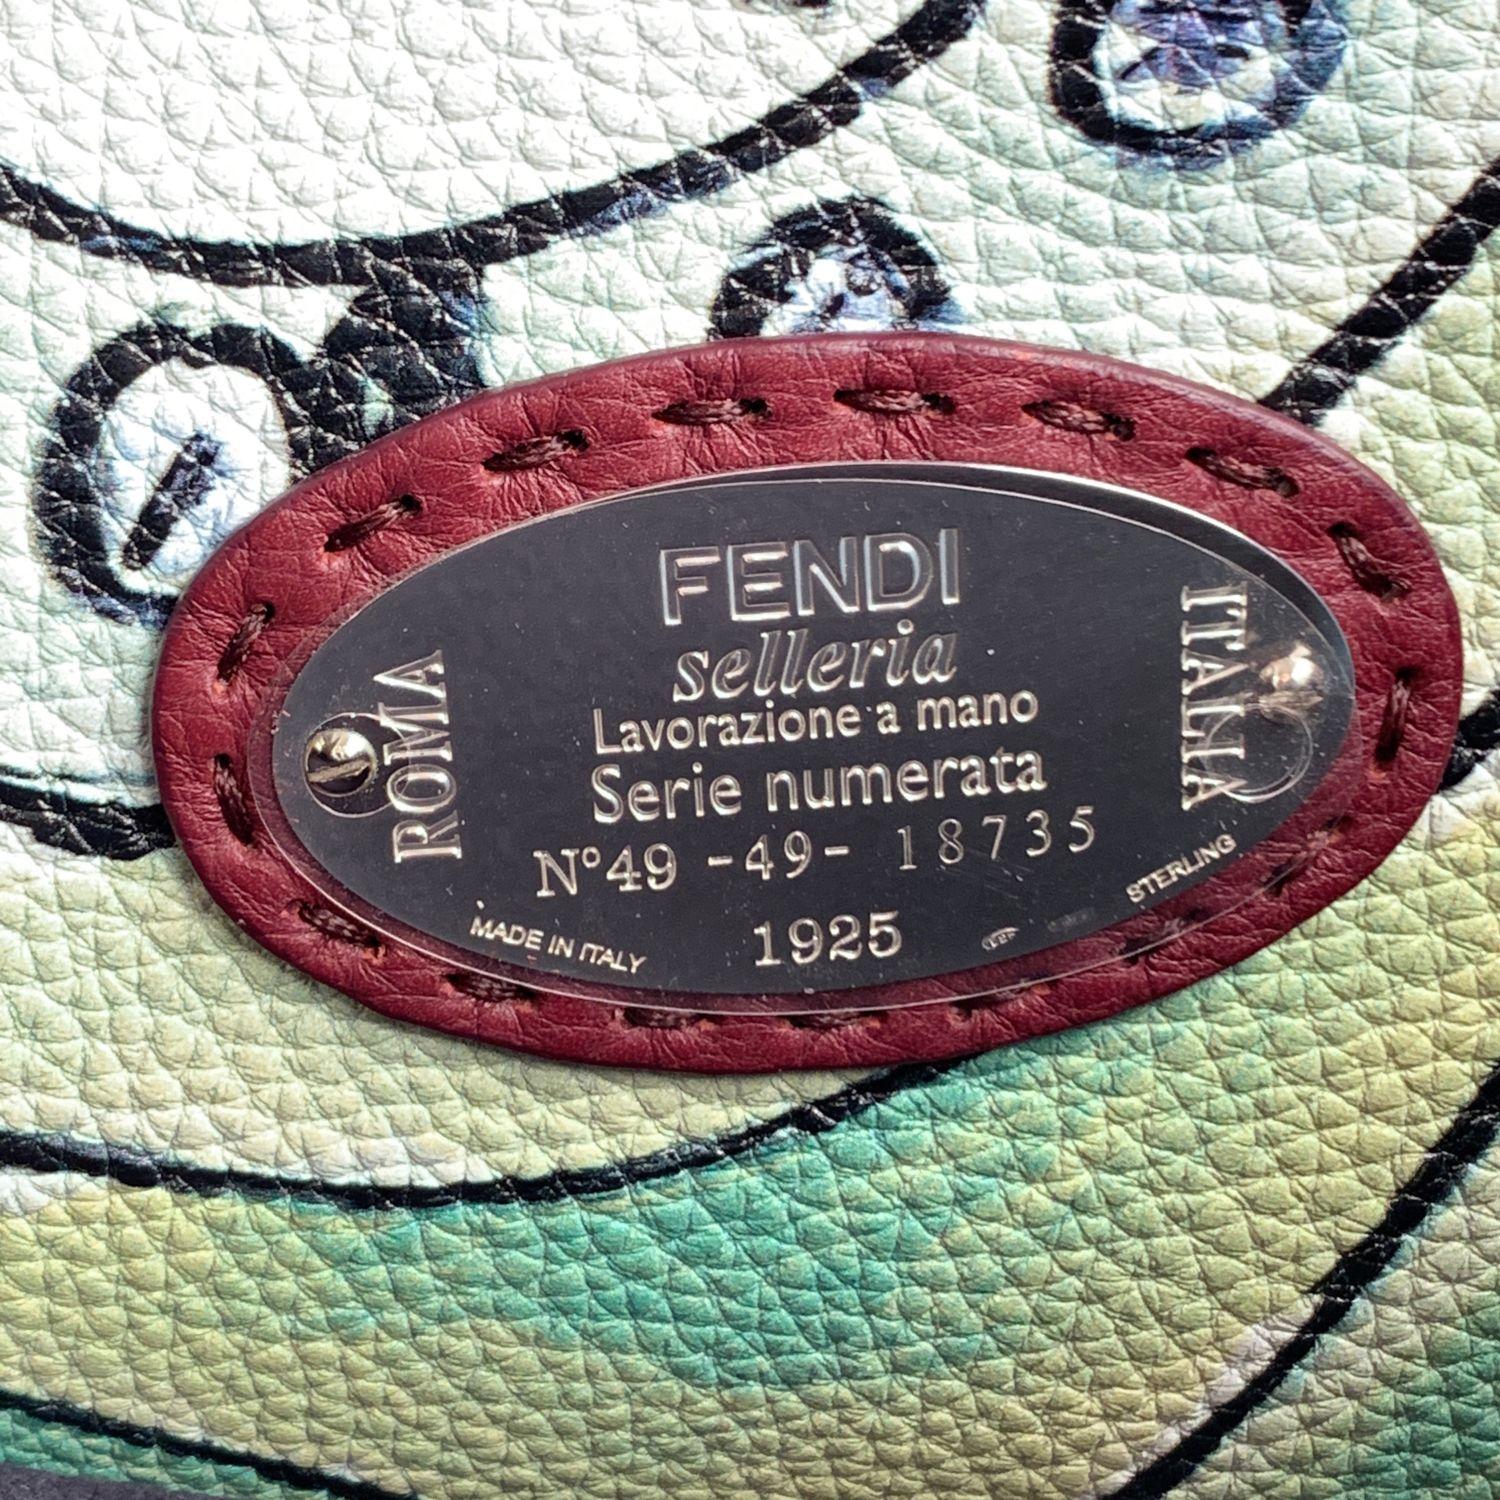 FENDI
selleria
Lavorazione a mano
Serie numerata
N°49 -49- 18735
1925
ROMA
ITALIA
MADE IN ITALY
STERLING